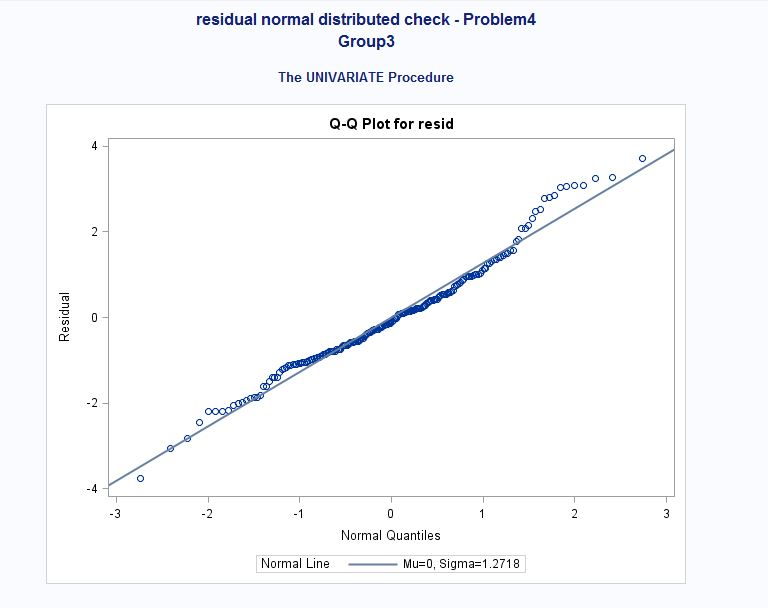 residual normal distributed check - Problem4
Group3
The UNIVARIATE Procedure
Q-Q Plot for resid
4
2
0
-2
-4
Residual
-3
-2
-1
0
1
2
3
Normal Quantiles
Normal Line
Mu=0, Sigma=1.2718